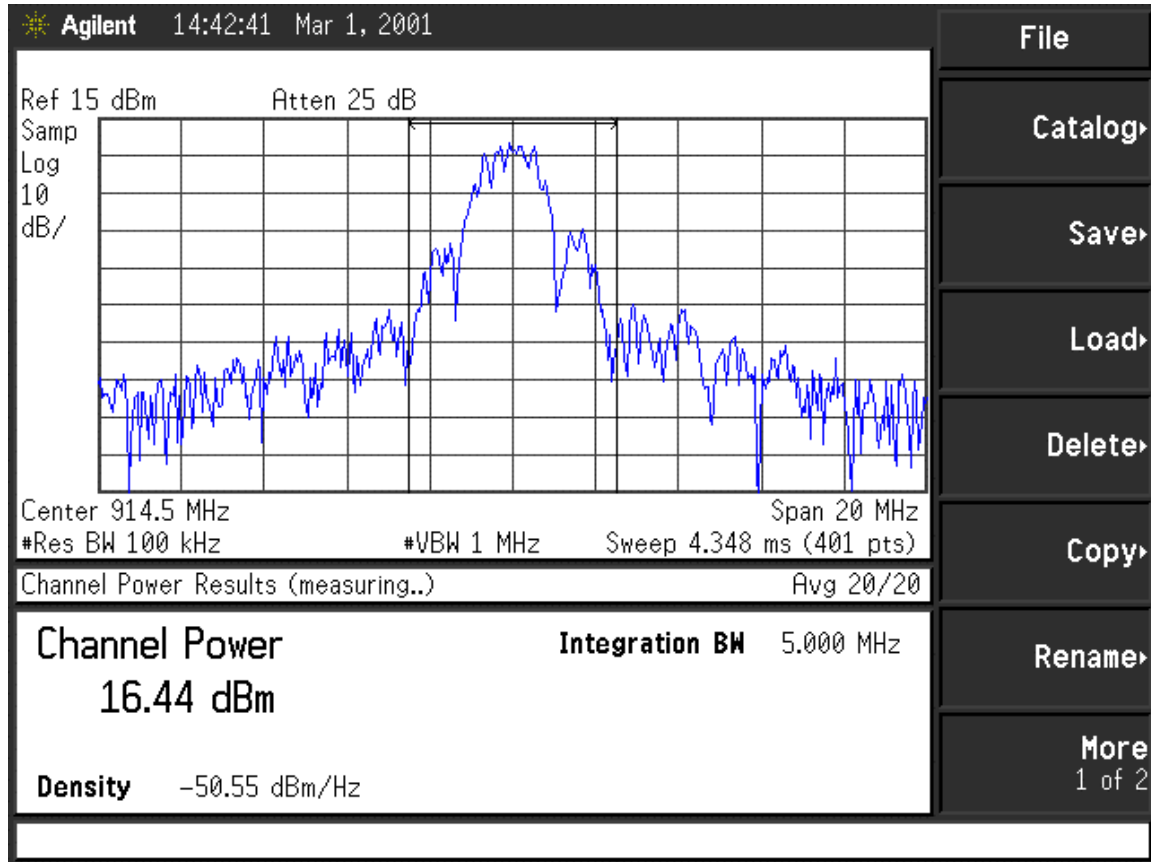 Agilent 14:42:41 Mar 1, 2001
Ref 15 dBm Atten 25 dB
Samp
Log
10
dB/
Center 914.5 MHz Span 20 MHz
#Res BW 100 kHz #VBW 1 MHz Sweep 4.348 ms (401 pts)
Channel Power Results (measuring..) Avg 20/20
Channel Power Integration BW 5.000 MHz
16.44 dBm
Density -50.55 dBm/Hz
File
Catalog
Save
Load
Delete
Copy
Rename
More
1 of 2